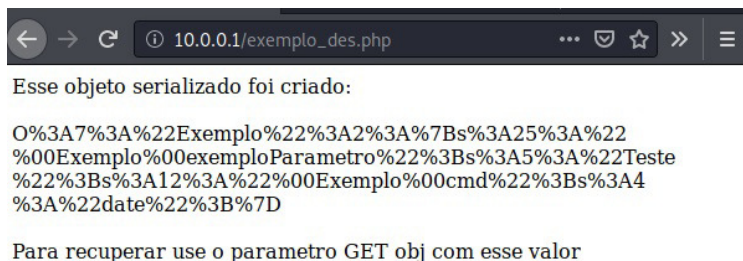 10.0.0.1/exemplo_des.php
Esse objeto serializado foi criado:
O%3A7%3A%22Exemplo%22%3A2%3A%7Bs%3A25%3A%22
%00Exemplo%00exemploParametro%22%3Bs%3A5%3A%22Teste
%22%3Bs%3A12%3A%22%00Exemplo%00cmd%22%3Bs%3A4
%3A%22date%22%3B%7D
Para recuperar use o parametro GET obj com esse valor